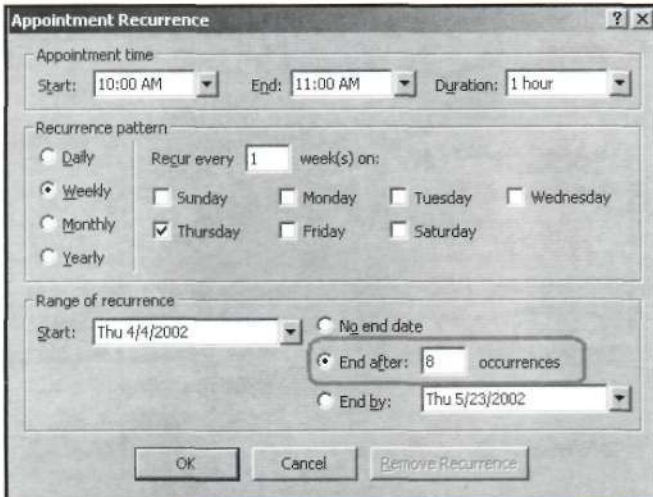 Appointment Recurrence
Appointment time
Start: 10:00 AM End: 11:00 AM Duration: 1 hour
Recurrence pattern
Daily Recur every 1 week(s) on:
Weekly Sunday Monday Tuesday Wednesday
Monthly Thursday Friday Saturday
Yearly
Range of recurrence
Start: Thu 4/4/2002 No end date
End after: 8 occurrences
End by: Thu 5/23/2002
OK Cancel Remove Recurrence